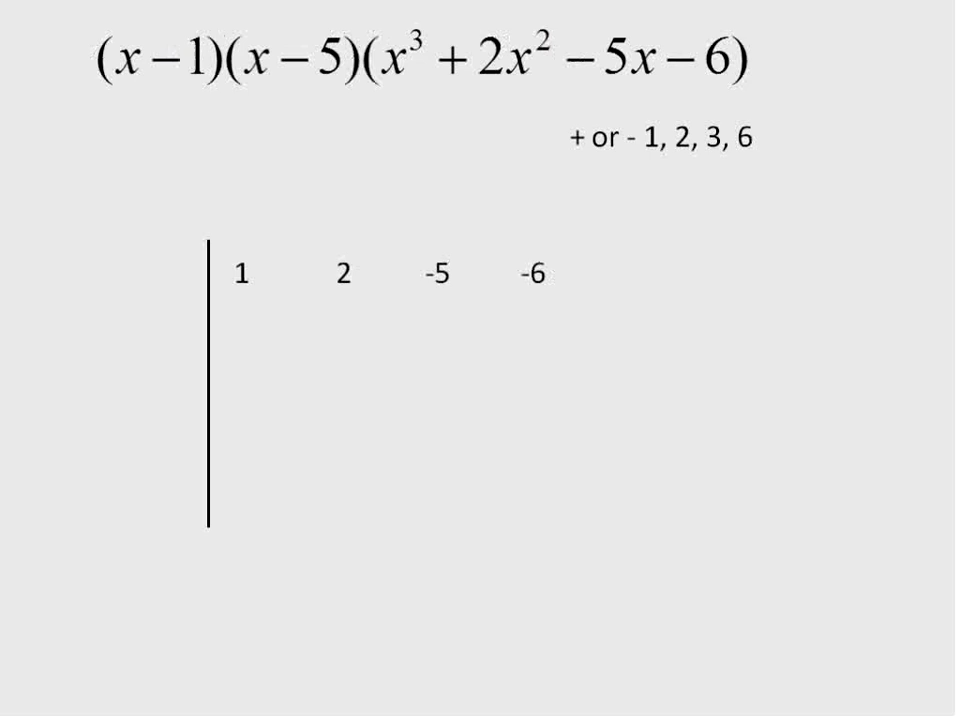 (x − 1)(x − 5)(x³ + 2x² − 5x − 6)
+ or - 1, 2, 3, 6
1 2 -5 -6